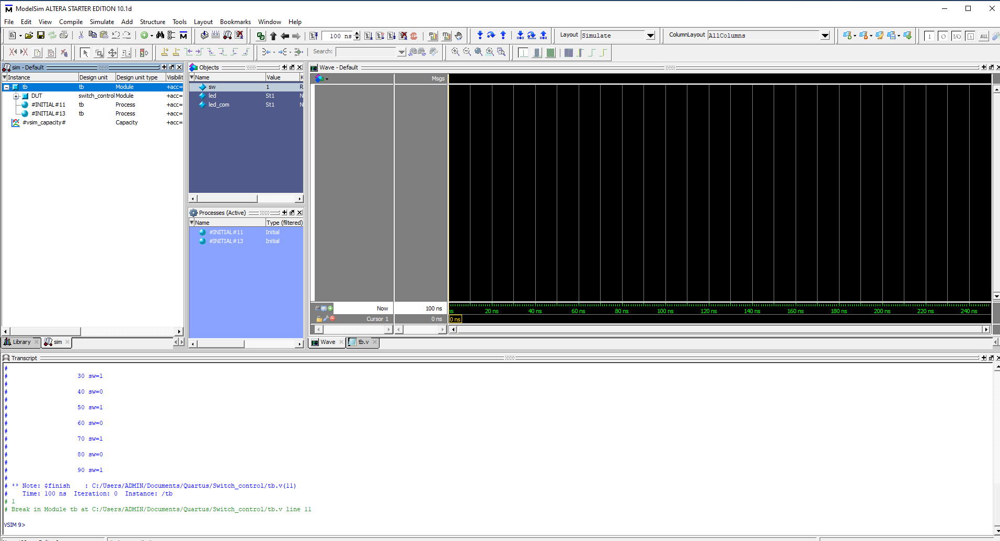 ModelSim ALTERA STARTER EDITION 10.1d
File Edit View Compile Simulate Add Structure Tools Layout Bookmarks Window Help
100 ns
Layout Simulate
ColumnLayout AllColumns
ALL
Search:
sim - Default
Instance Design unit Design unit type Visibilit
tb tb Module +acc=
DUT switch_control Module +acc=
#INITIAL#11 tb Process +acc=
#INITIAL#13 tb Process +acc=
#vsim_capacity# Capacity +acc=
Library sim
Objects
Name Value K
sw 1 R
led St1 N
led_com St1 N
Processes (Active)
Name Type (filtered)
#INITIAL#11 Initial
#INITIAL#13 Initial
Wave - Default
Msgs
Now 100 ns
Cursor 1 0 ns
ns 20 ns 40 ns 60 ns 80 ns 100 ns 120 ns 140 ns 160 ns 180 ns 200 ns 220 ns 240 ns
0 ns
Wave tb.v
Transcript
#
# 30 sw=1
#
# 40 sw=0
#
# 50 sw=1
#
# 60 sw=0
#
# 70 sw=1
#
# 80 sw=0
#
# 90 sw=1
#
# ** Note: $finish : C:/Users/ADMIN/Documents/Quartus/Switch_control/tb.v(11)
# Time: 100 ns Iteration: 0 Instance: /tb
# 1
# Break in Module tb at C:/Users/ADMIN/Documents/Quartus/Switch_control/tb.v line 11
VSIM 9>